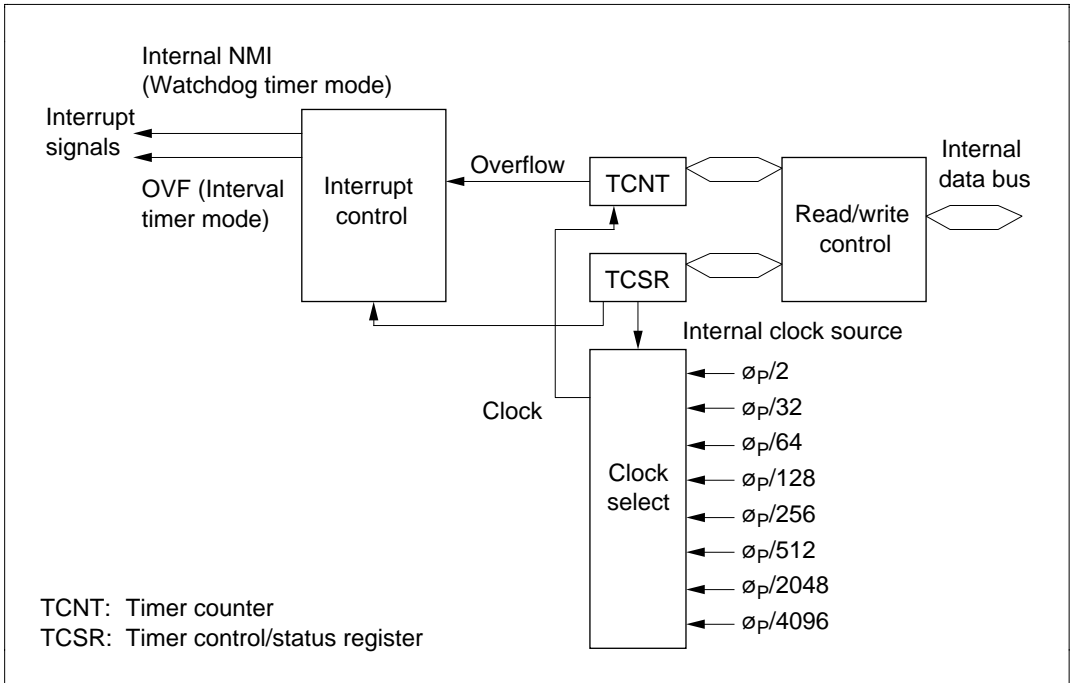 Internal NMI
(Watchdog timer mode)
Interrupt
signals
OVF (Interval
timer mode)
Interrupt
control
Overflow
TCNT
TCSR
Read/write
control
Internal
data bus
Internal clock source
Clock
Clock
select
øP/2
øP/32
øP/64
øP/128
øP/256
øP/512
øP/2048
øP/4096
TCNT: Timer counter
TCSR: Timer control/status register